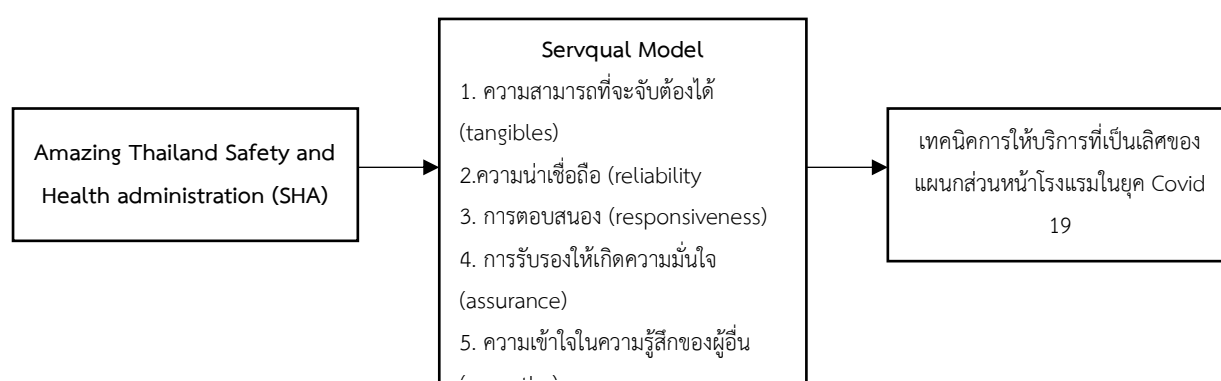 Amazing Thailand Safety and
Health administration (SHA)
Servqual Model
1. ความสามารถที่จะจับต้องได้
(tangibles)
2.ความน่าเชื่อถือ (reliability
3. การตอบสนอง (responsiveness)
4. การรับรองให้เกิดความมั่นใจ
(assurance)
5. ความเข้าใจในความรู้สึกของผู้อื่น
เทคนิคการให้บริการที่เป็นเลิศของ
แผนกส่วนหน้าโรงแรมในยุค Covid
19